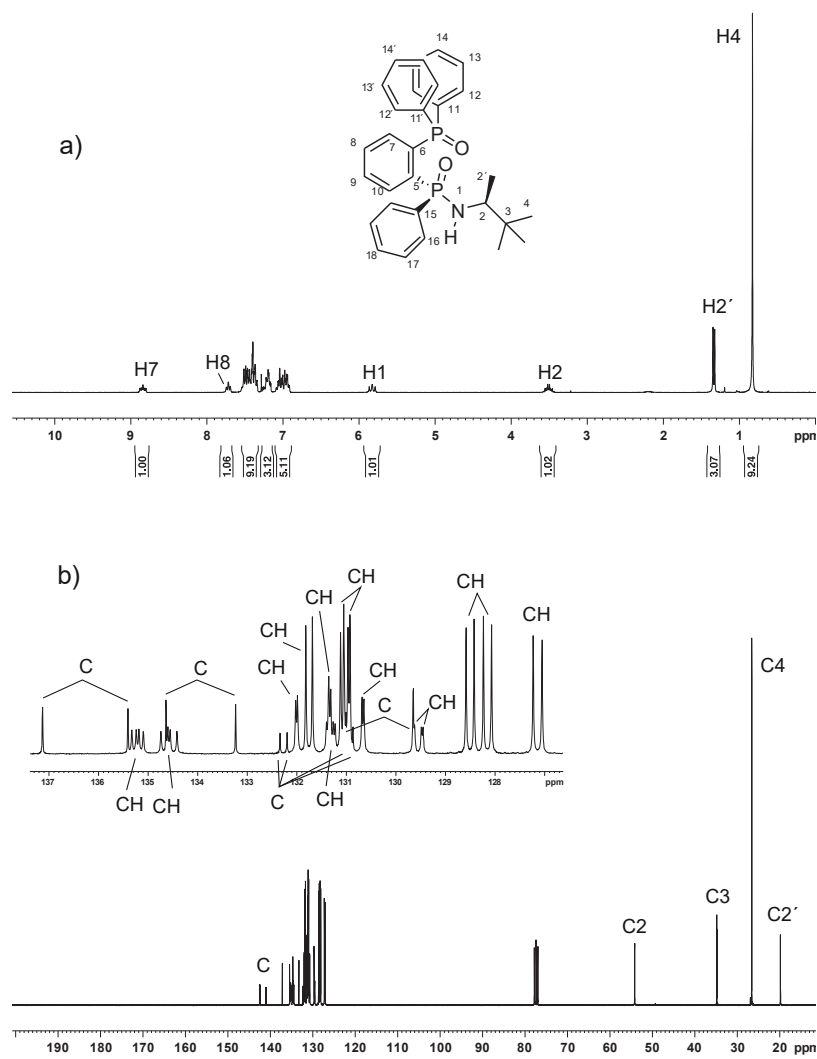 H4
14
14´
13
13´
12
12´
11
11´
P
O
a)
8
7
6
9
10
5´
O
P
N
H
1
2´
2
3
4
15
16
17
18
H2´
H7
H8
H1
H2
10 9 8 7 6 5 4 3 2 1 ppm
1.00 1.06 9.19 3.12 5.11 1.01 1.02 3.07 9.24
b)
CH
CH
CH
CH
CH
C
C
CH
CH
C
CH
CH
CH
C
CH
137 136 135 134 133 132 131 130 129 128 ppm
C4
C3
C2
C2´
C
190 180 170 160 150 140 130 120 110 100 90 80 70 60 50 40 30 20 ppm